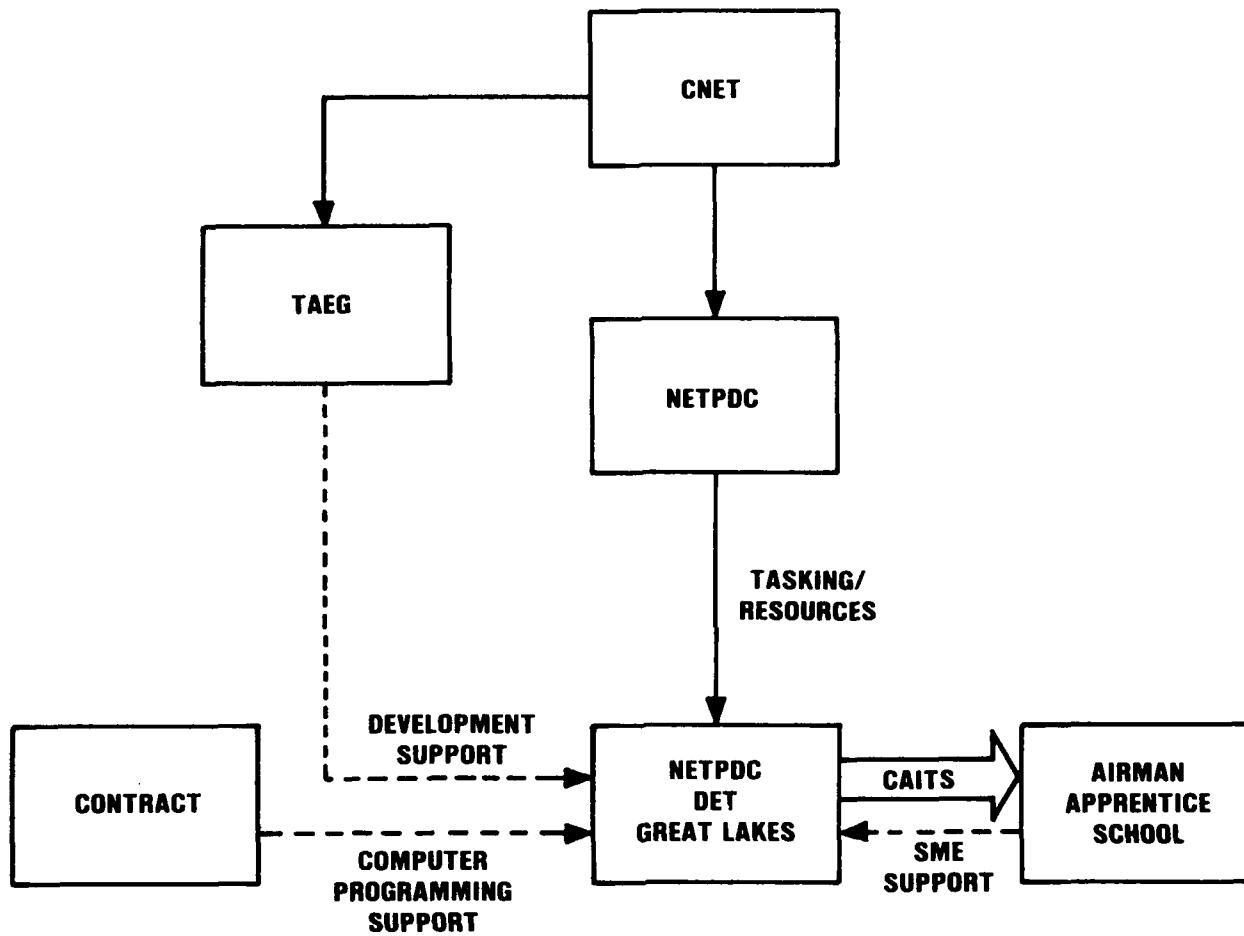 CNET
TAEG
NETPDC
TASKING/
RESOURCES
DEVELOPMENT
SUPPORT
CONTRACT
COMPUTER
PROGRAMMING
SUPPORT
NETPDC
DET
GREAT LAKES
CAITS
SME
SUPPORT
AIRMAN
APPRENTICE
SCHOOL